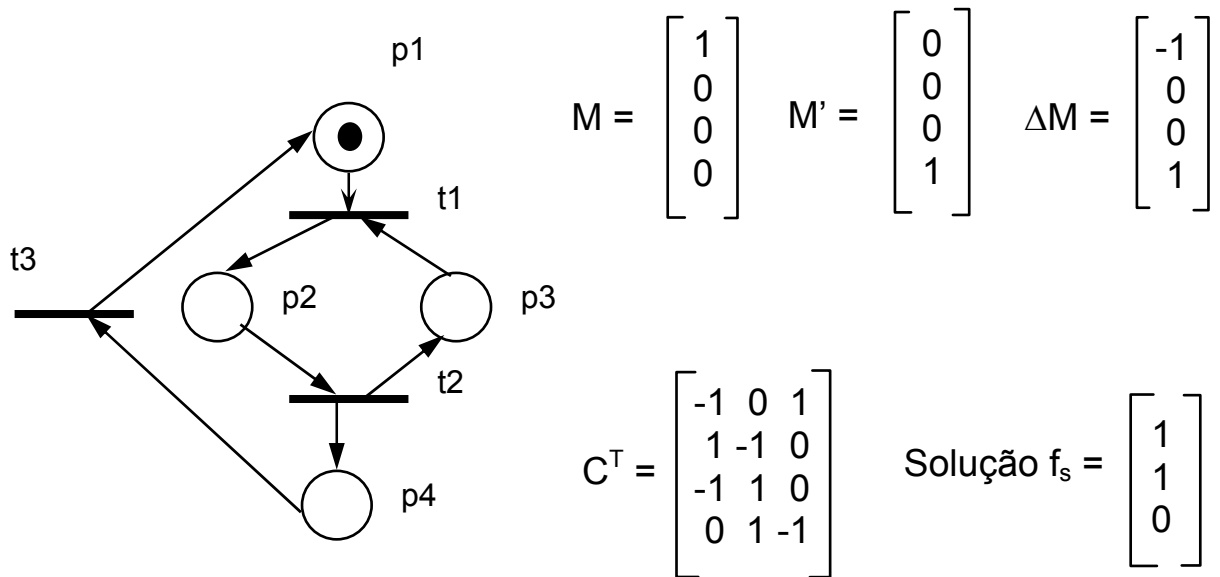 p1
t1
t3
p2
p3
t2
p4
M = [ 1 0 0 0 ]
M’ = [ 0 0 0 1 ]
∆M = [ -1 0 0 1 ]
C^T =
-1 0 1
1 -1 0
-1 1 0
0 1 -1
Solução f_s = [ 1 1 0 ]